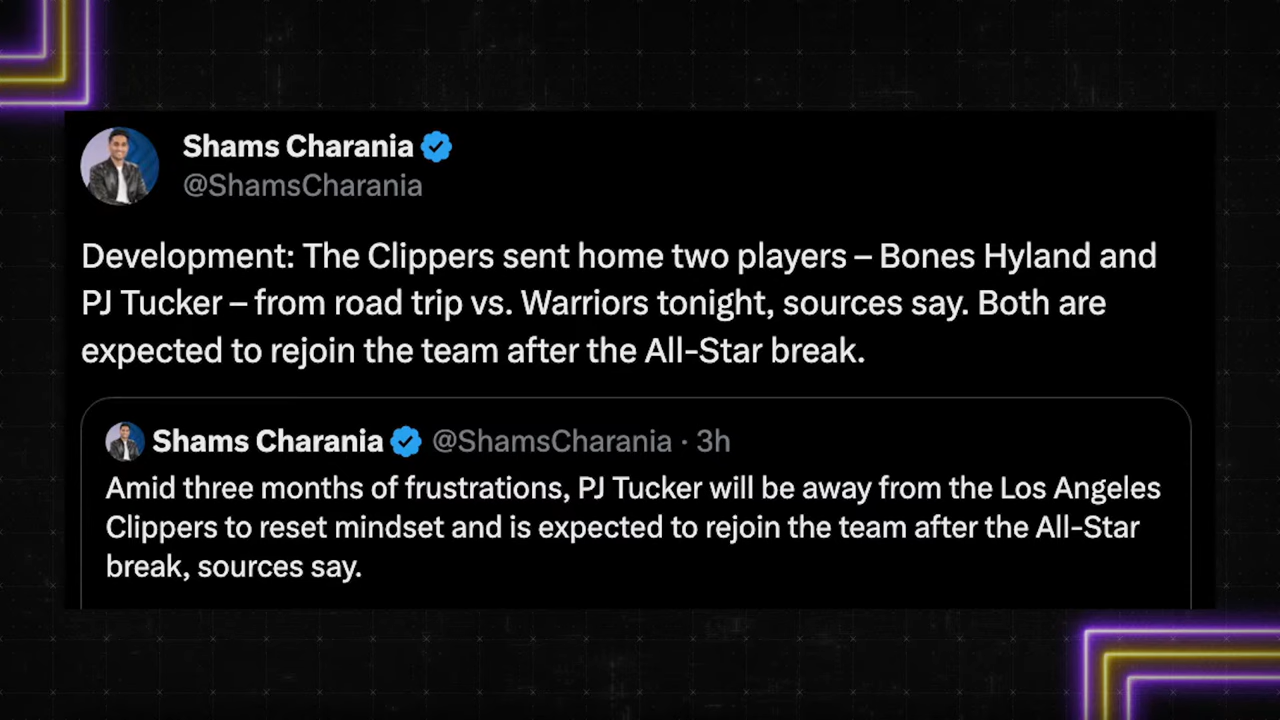 Shams Charania
@ShamsCharania
Development: The Clippers sent home two players – Bones Hyland and
PJ Tucker – from road trip vs. Warriors tonight, sources say. Both are
expected to rejoin the team after the All-Star break.
Shams Charania @ShamsCharania · 3h
Amid three months of frustrations, PJ Tucker will be away from the Los Angeles
Clippers to reset mindset and is expected to rejoin the team after the All-Star
break, sources say.